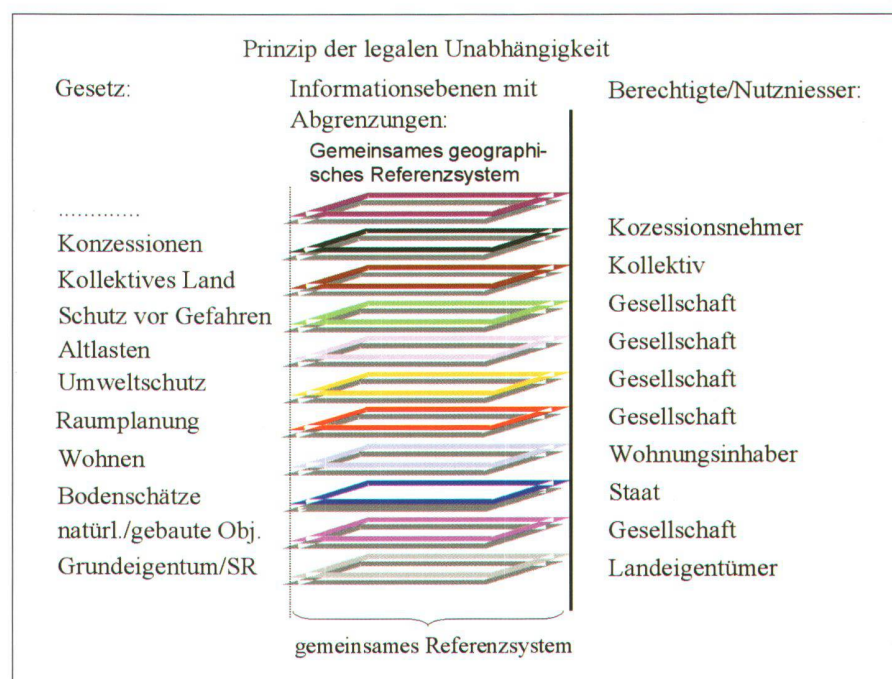 Prinzip der legalen Unabhängigkeit
Gesetz:
Informationsebenen mit
Abgrenzungen:
Berechtigte/Nutzniesser:
Gemeinsames geographi-
sches Referenzsystem
.............
Konzessionen
Kozessionsnehmer
Kollektives Land
Kollektiv
Schutz vor Gefahren
Gesellschaft
Altlasten
Gesellschaft
Umweltschutz
Gesellschaft
Raumplanung
Gesellschaft
Wohnen
Wohnungsinhaber
Bodenschätze
Staat
natürl./gebaute Obj.
Gesellschaft
Grundeigentum/SR
Landeigentümer
gemeinsames Referenzsystem